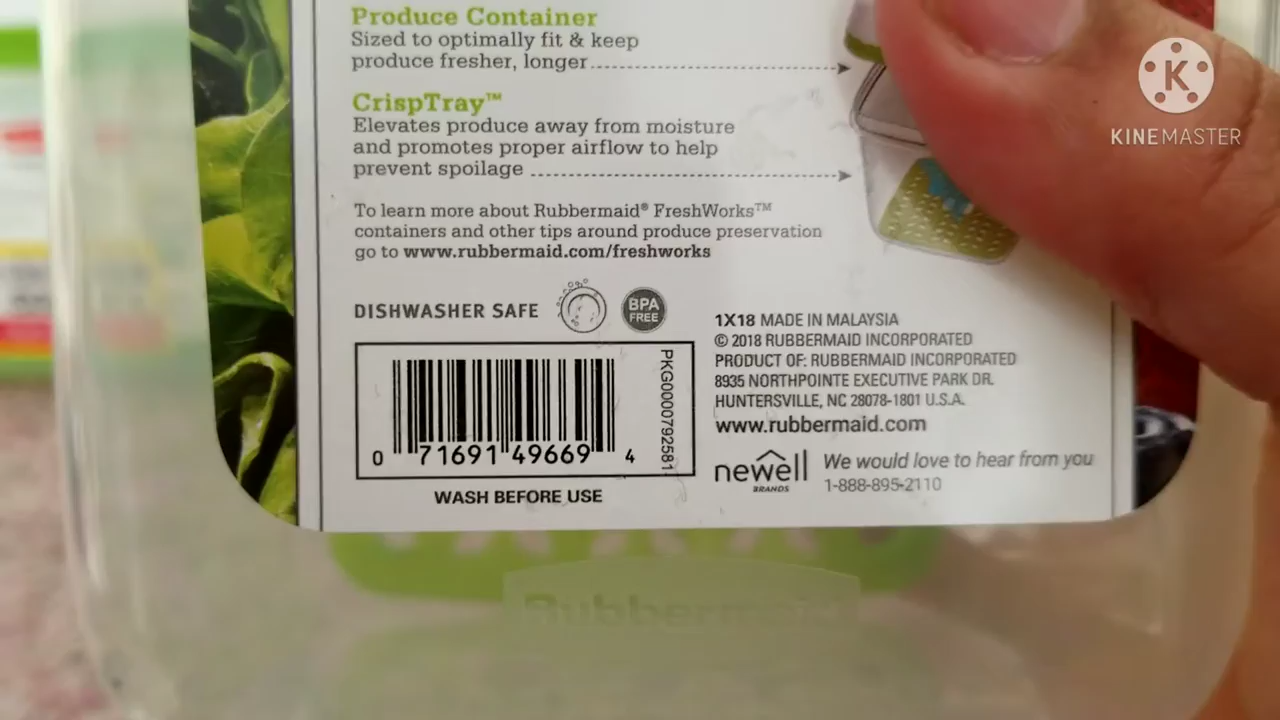 Produce Container
Sized to optimally fit & keep
produce fresher, longer
CrispTray™
Elevates produce away from moisture
and promotes proper airflow to help
prevent spoilage
To learn more about Rubbermaid® FreshWorks™
containers and other tips around produce preservation
go to www.rubbermaid.com/freshworks
DISHWASHER SAFE
BPA
FREE
0 71691 49669 4
PKG0000792581
WASH BEFORE USE
1X18 MADE IN MALAYSIA
© 2018 RUBBERMAID INCORPORATED
PRODUCT OF: RUBBERMAID INCORPORATED
8935 NORTHPOINTE EXECUTIVE PARK DR.
HUNTERSVILLE, NC 28078-1801 U.S.A.
www.rubbermaid.com
newell
BRANDS
We would love to hear from you
1-888-895-2110
Rubbermaid
K
KINEMASTER